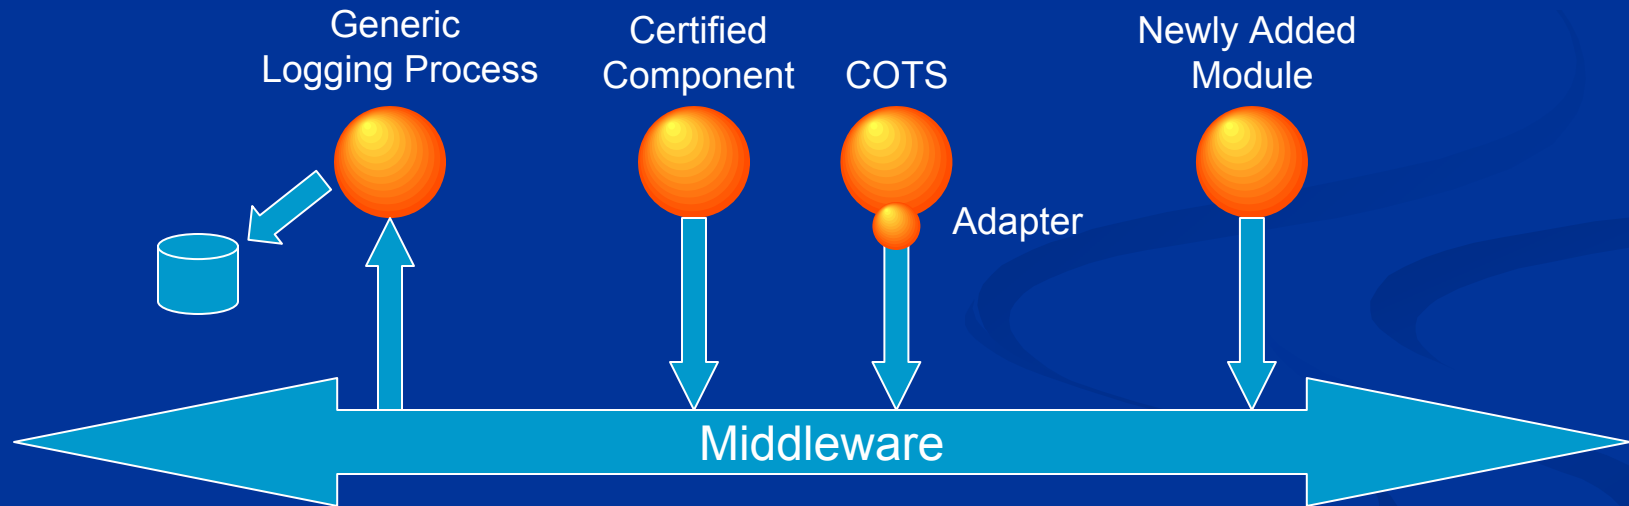 Generic
Logging Process
Certified
Component
COTS
Newly Added
Module
Adapter
Middleware